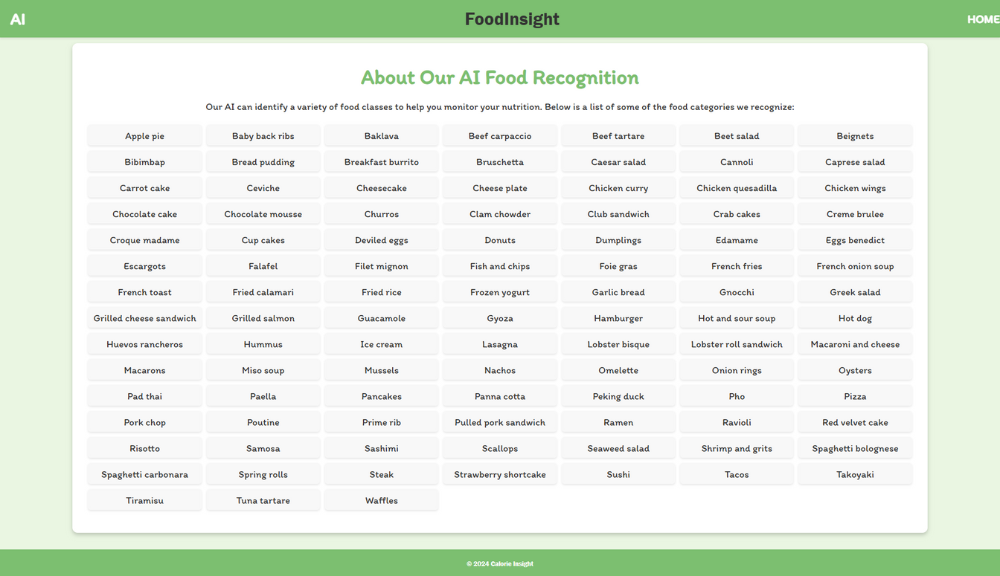 AI FoodInsight HOME
About Our AI Food Recognition
Our AI can identify a variety of food classes to help you monitor your nutrition. Below is a list of some of the food categories we recognize:
Apple pie Baby back ribs Baklava Beef carpaccio Beef tartare Beet salad Beignets
Bibimbap Bread pudding Breakfast burrito Bruschetta Caesar salad Cannoli Caprese salad
Carrot cake Ceviche Cheesecake Cheese plate Chicken curry Chicken quesadilla Chicken wings
Chocolate cake Chocolate mousse Churros Clam chowder Club sandwich Crab cakes Creme brulee
Croque madame Cup cakes Deviled eggs Donuts Dumplings Edamame Eggs benedict
Escargots Falafel Filet mignon Fish and chips Foie gras French fries French onion soup
French toast Fried calamari Fried rice Frozen yogurt Garlic bread Gnocchi Greek salad
Grilled cheese sandwich Grilled salmon Guacamole Gyoza Hamburger Hot and sour soup Hot dog
Huevos rancheros Hummus Ice cream Lasagna Lobster bisque Lobster roll sandwich Macaroni and cheese
Macarons Miso soup Mussels Nachos Omelette Onion rings Oysters
Pad thai Paella Pancakes Panna cotta Peking duck Pho Pizza
Pork chop Poutine Prime rib Pulled pork sandwich Ramen Ravioli Red velvet cake
Risotto Samosa Sashimi Scallops Seaweed salad Shrimp and grits Spaghetti bolognese
Spaghetti carbonara Spring rolls Steak Strawberry shortcake Sushi Tacos Takoyaki
Tiramisu Tuna tartare Waffles
© 2024 Calorie Insight